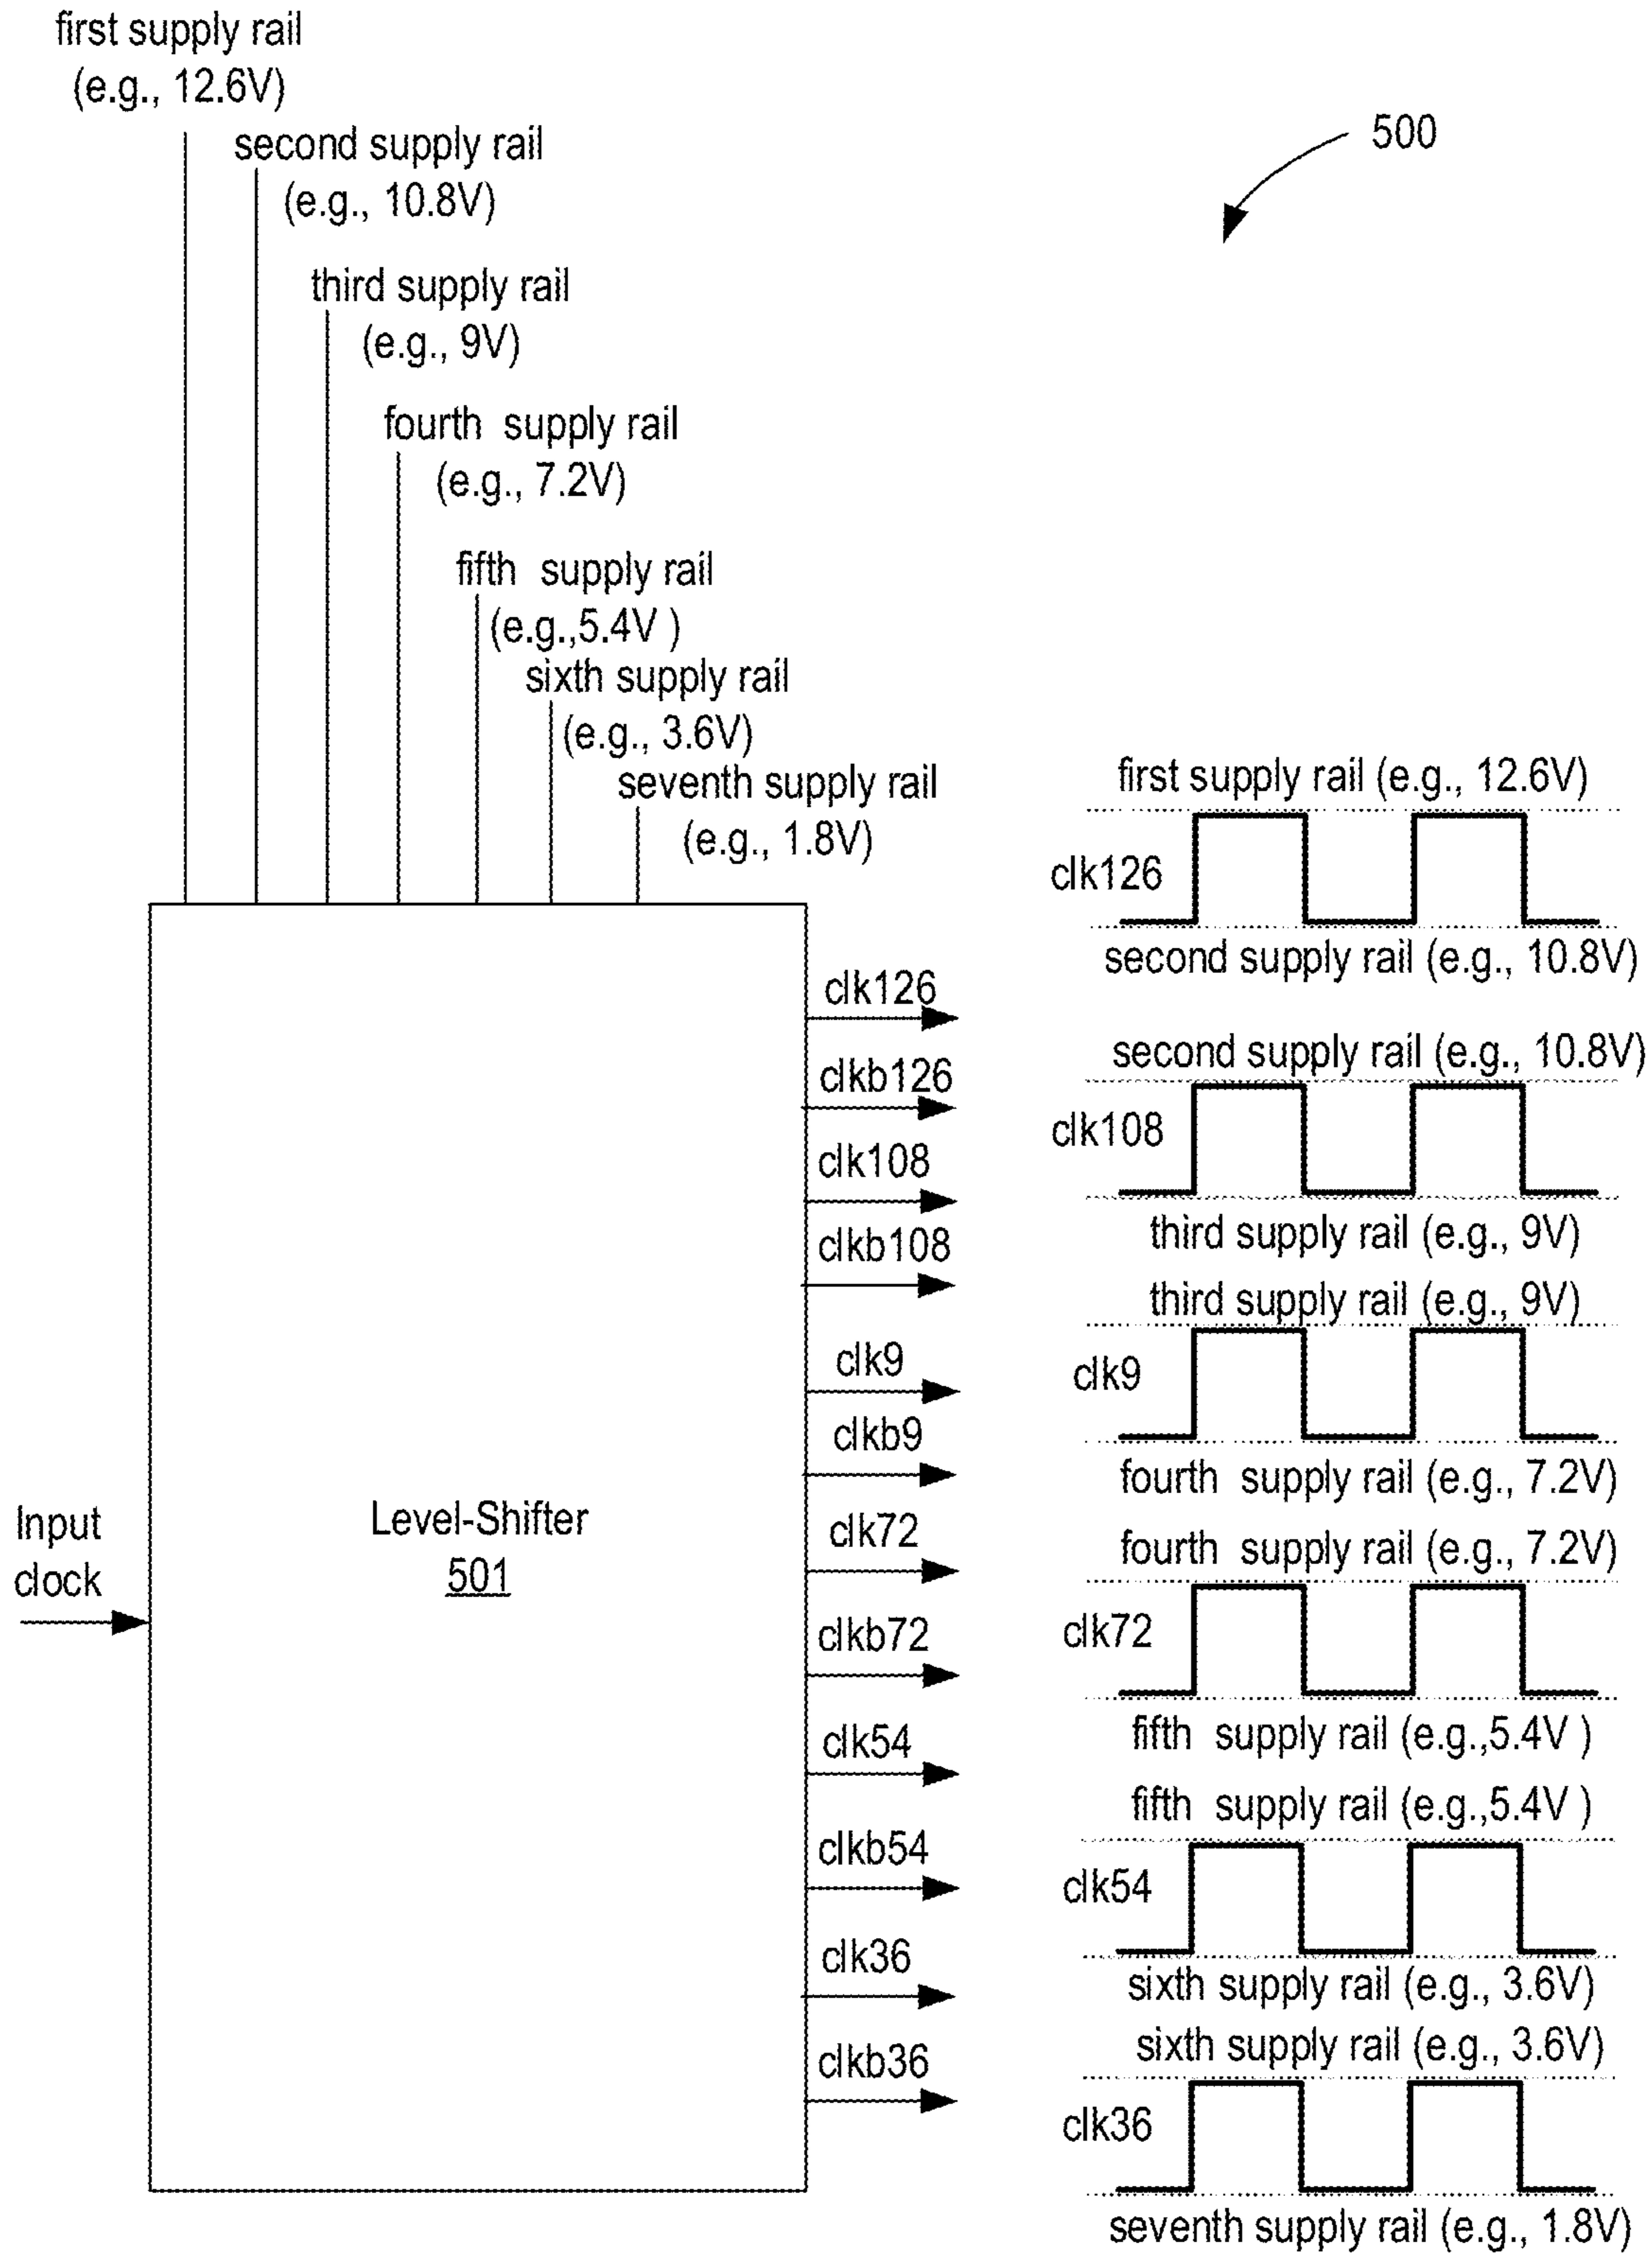 first supply rail
(e.g., 12.6V)
second supply rail
(e.g., 10.8V)
third supply rail
(e.g., 9V)
fourth supply rail
(e.g., 7.2V)
fifth supply rail
(e.g.,5.4V )
sixth supply rail
(e.g., 3.6V)
seventh supply rail
(e.g., 1.8V)
500
Input
clock
Level-Shifter
501
clk126
clkb126
clk108
clkb108
clk9
clkb9
clk72
clkb72
clk54
clkb54
clk36
clkb36
first supply rail (e.g., 12.6V)
clk126
second supply rail (e.g., 10.8V)
second supply rail (e.g., 10.8V)
clk108
third supply rail (e.g., 9V)
third supply rail (e.g., 9V)
clk9
fourth supply rail (e.g., 7.2V)
fourth supply rail (e.g., 7.2V)
clk72
fifth supply rail (e.g.,5.4V )
fifth supply rail (e.g.,5.4V )
clk54
sixth supply rail (e.g., 3.6V)
sixth supply rail (e.g., 3.6V)
clk36
seventh supply rail (e.g., 1.8V)